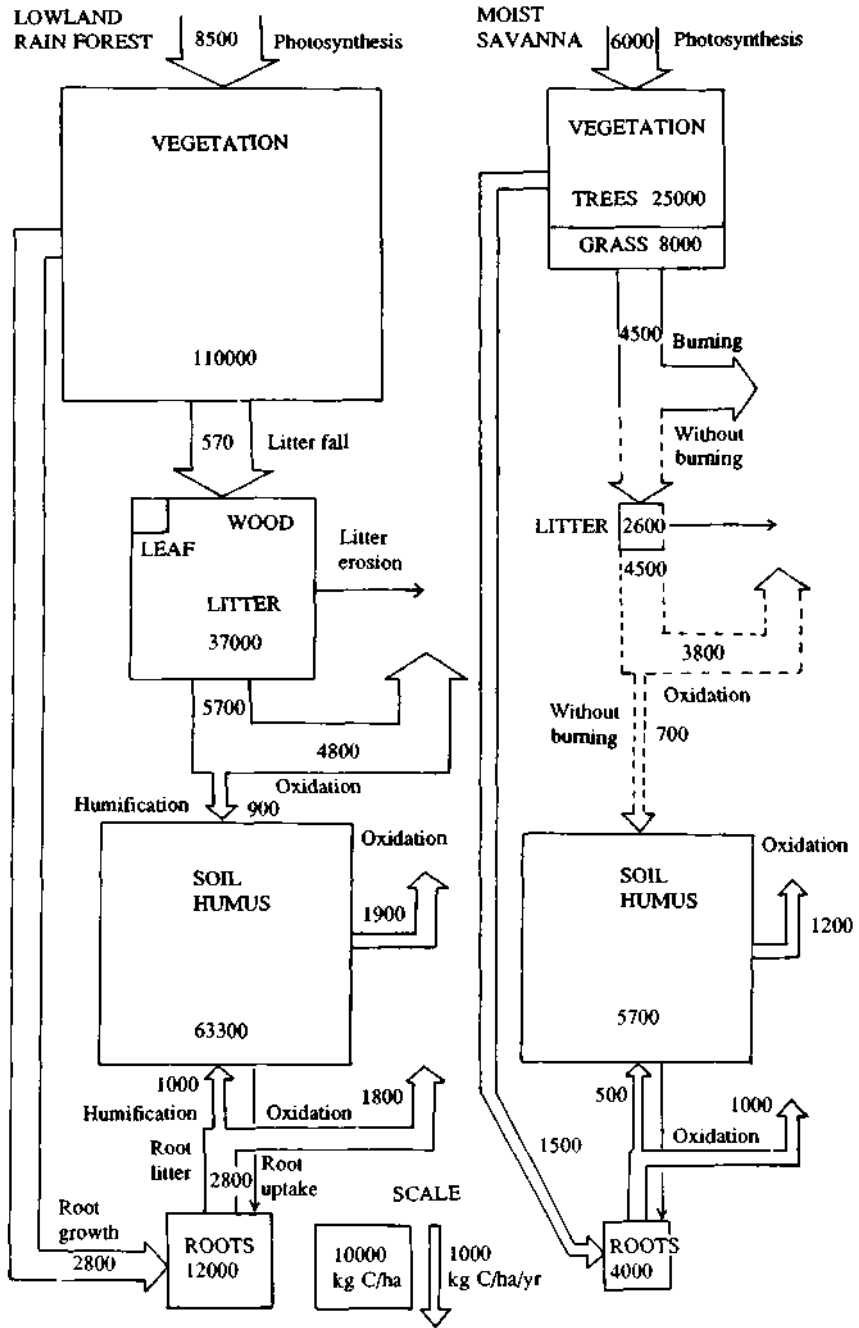 LOWLAND
RAIN FOREST
8500
Photosynthesis
VEGETATION
110000
570
Litter fall
WOOD
LEAF
LITTER
37000
Litter
erosion
5700
4800
Oxidation
Humification
900
Oxidation
SOIL
HUMUS
1900
63300
1000
Humification
Oxidation
1800
Root
litter
2800
Root
uptake
Root
growth
2800
ROOTS
12000
SCALE
10000
kg C/ha
1000
kg C/ha/yr
MOIST
SAVANNA
6000
Photosynthesis
VEGETATION
TREES 25000
GRASS 8000
4500
Burning
Without
burning
LITTER
2600
4500
3800
Oxidation
Without
burning
700
Oxidation
SOIL
HUMUS
1200
5700
500
1000
Oxidation
1500
ROOTS
4000